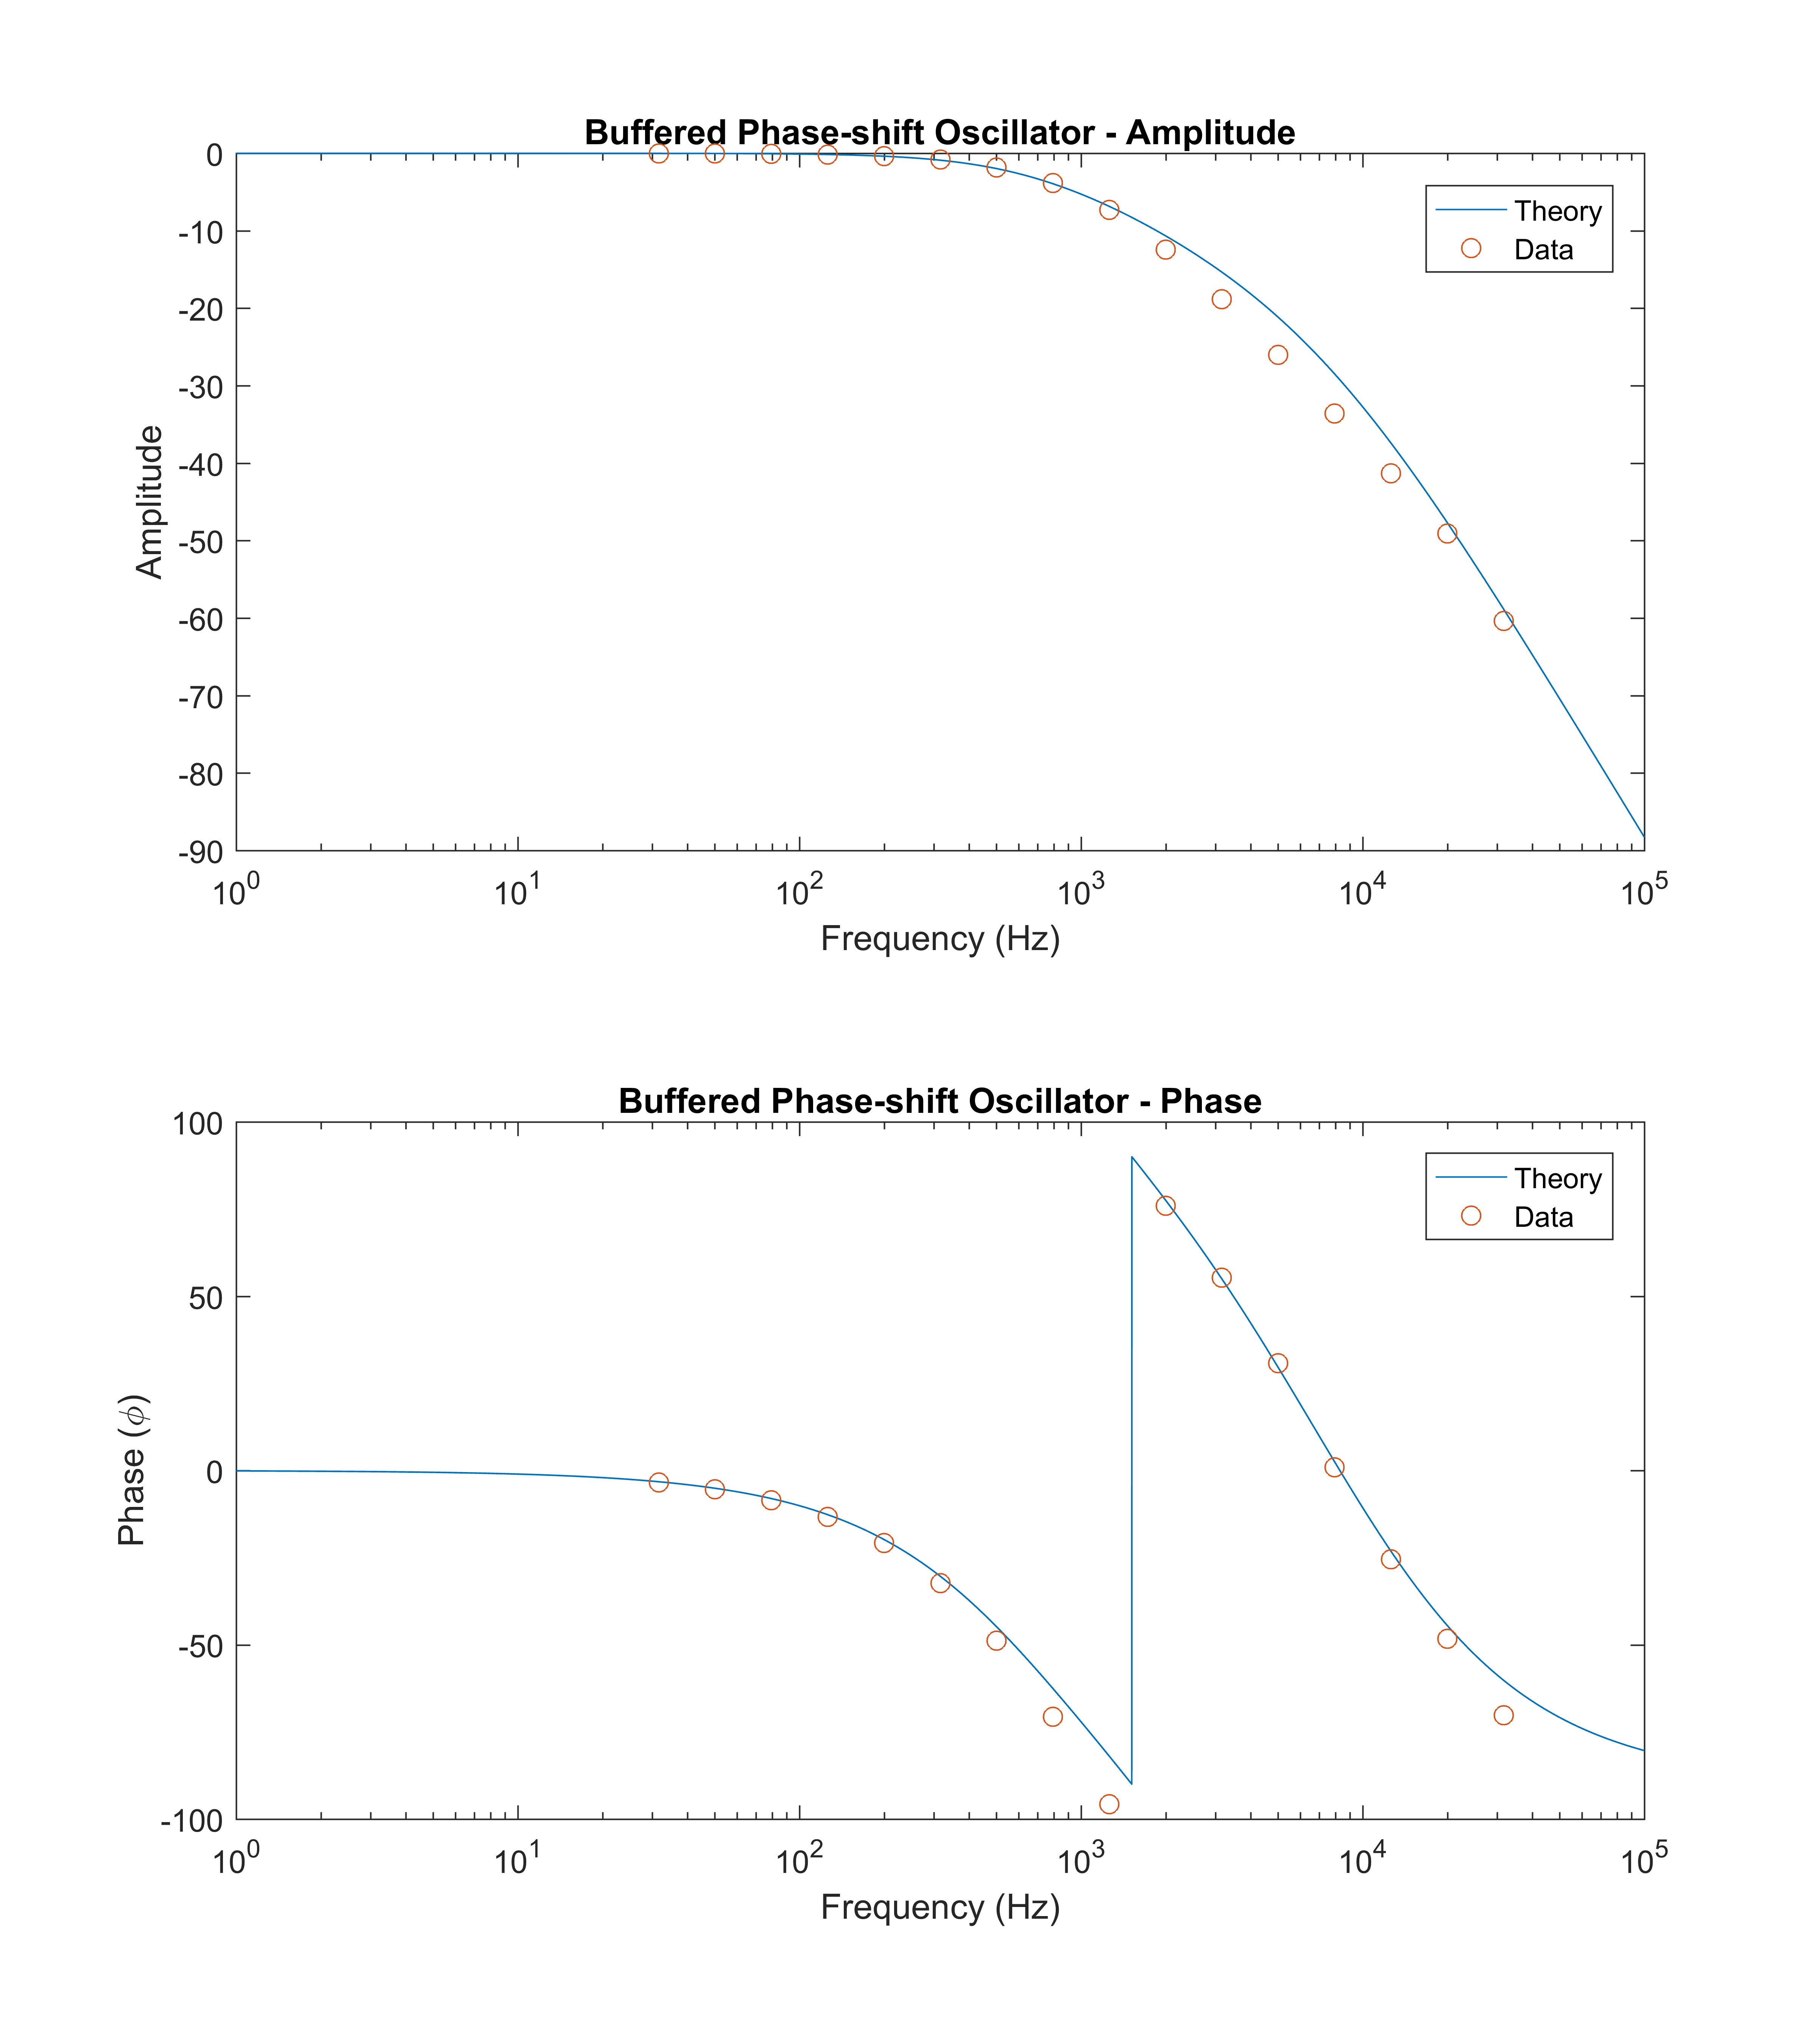 Buffered Phase-shift Oscillator - Amplitude
0
-10
-20
-30
-40
-50
-60
-70
-80
-90
Amplitude
Theory
Data
10^0 10^1 10^2 10^3 10^4 10^5
Frequency (Hz)
Buffered Phase-shift Oscillator - Phase
100
50
0
-50
-100
Phase (ϕ)
Theory
Data
10^0 10^1 10^2 10^3 10^4 10^5
Frequency (Hz)